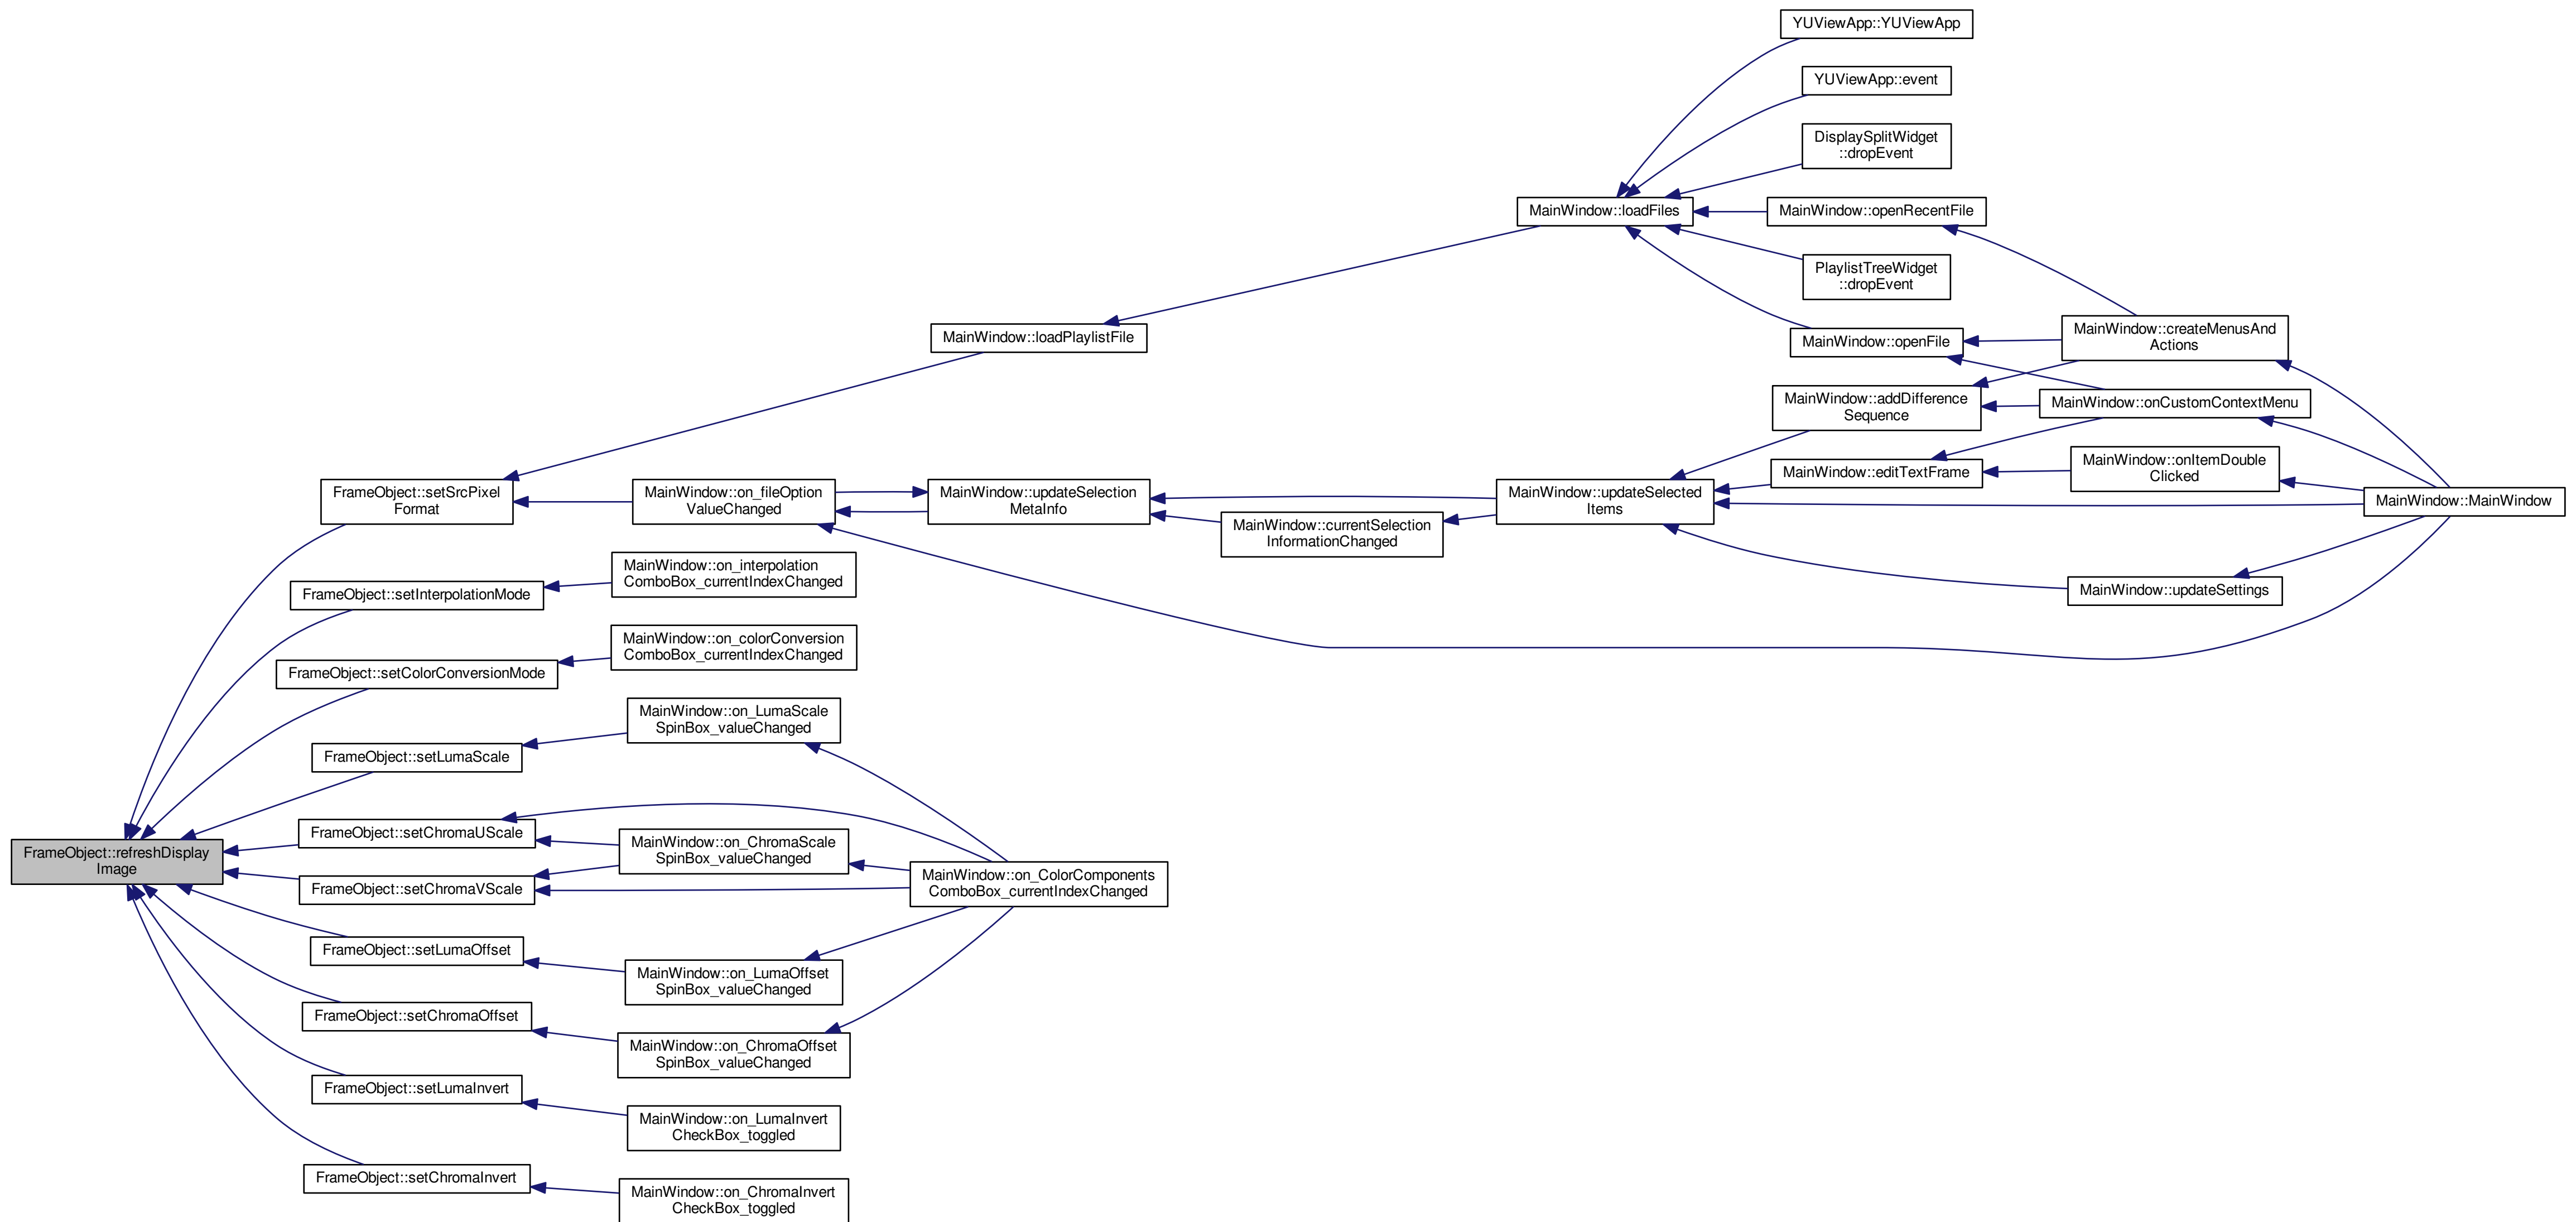 YUViewApp::YUViewApp
YUViewApp::event
DisplaySplitWidget
::dropEvent
MainWindow::loadFiles
MainWindow::openRecentFile
PlaylistTreeWidget
::dropEvent
MainWindow::loadPlaylistFile
MainWindow::openFile
MainWindow::createMenusAnd
Actions
MainWindow::addDifference
Sequence
MainWindow::onCustomContextMenu
FrameObject::setSrcPixel
Format
MainWindow::on_fileOption
ValueChanged
MainWindow::updateSelection
MetaInfo
MainWindow::currentSelection
InformationChanged
MainWindow::updateSelected
Items
MainWindow::editTextFrame
MainWindow::onItemDouble
Clicked
MainWindow::MainWindow
MainWindow::updateSettings
FrameObject::setInterpolationMode
MainWindow::on_interpolation
ComboBox_currentIndexChanged
FrameObject::setColorConversionMode
MainWindow::on_colorConversion
ComboBox_currentIndexChanged
FrameObject::setLumaScale
MainWindow::on_LumaScale
SpinBox_valueChanged
FrameObject::refreshDisplay
Image
FrameObject::setChromaUScale
MainWindow::on_ChromaScale
SpinBox_valueChanged
FrameObject::setChromaVScale
MainWindow::on_ColorComponents
ComboBox_currentIndexChanged
FrameObject::setLumaOffset
MainWindow::on_LumaOffset
SpinBox_valueChanged
FrameObject::setChromaOffset
MainWindow::on_ChromaOffset
SpinBox_valueChanged
FrameObject::setLumaInvert
MainWindow::on_LumaInvert
CheckBox_toggled
FrameObject::setChromaInvert
MainWindow::on_ChromaInvert
CheckBox_toggled